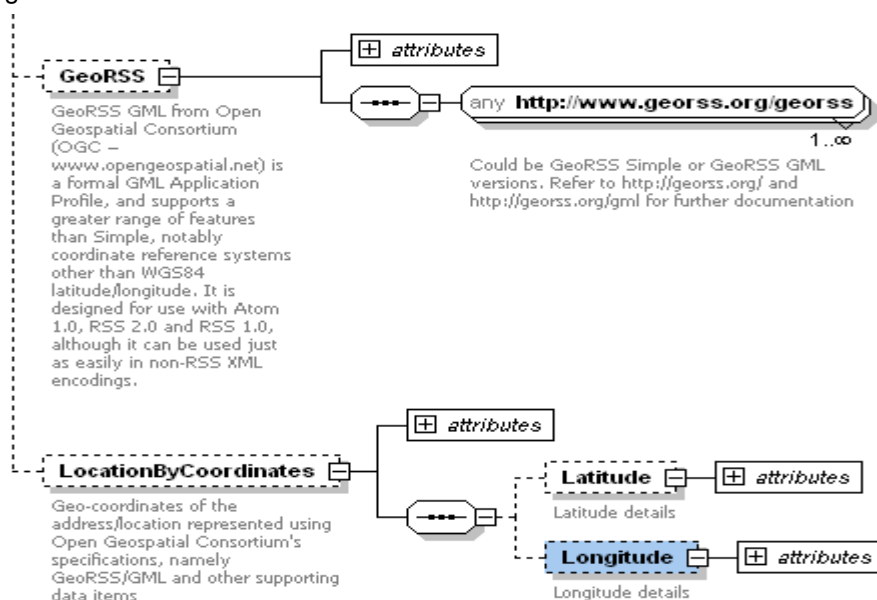 attributes
GeoRSS
any http://www.georss.org/georss
1..∞
GeoRSS GML from Open
Geospatial Consortium
(OGC –
www.opengeospatial.net) is
a formal GML Application
Profile, and supports a
greater range of features
than Simple, notably
coordinate reference systems
other than WGS84
latitude/longitude. It is
designed for use with Atom
1.0, RSS 2.0 and RSS 1.0,
although it can be used just
as easily in non-RSS XML
encodings.
Could be GeoRSS Simple or GeoRSS GML
versions. Refer to http://georss.org/ and
http://georss.org/gml for further documentation
attributes
LocationByCoordinates
Geo-coordinates of the
address/location represented using
Open Geospatial Consortium's
specifications, namely
GeoRSS/GML and other supporting
data items
Latitude
attributes
Latitude details
Longitude
attributes
Longitude details